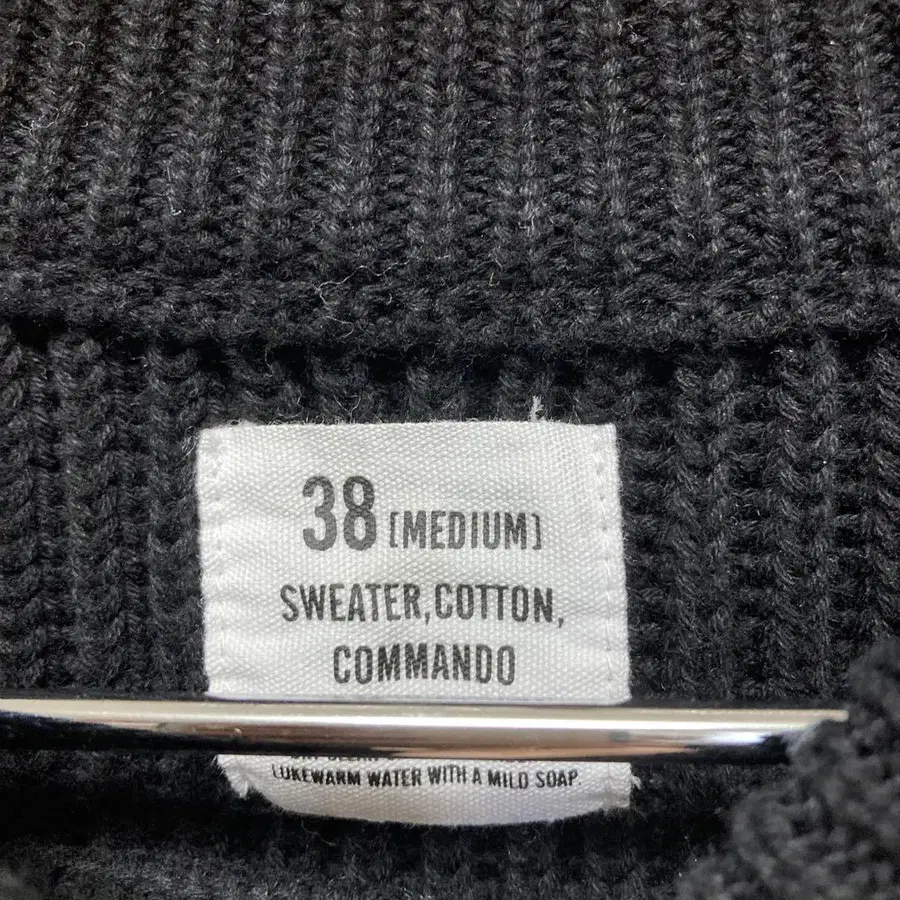 38 [MEDIUM]
SWEATER,COTTON,
COMMANDO
LUKEWARM WATER WITH A MILD SOAP.